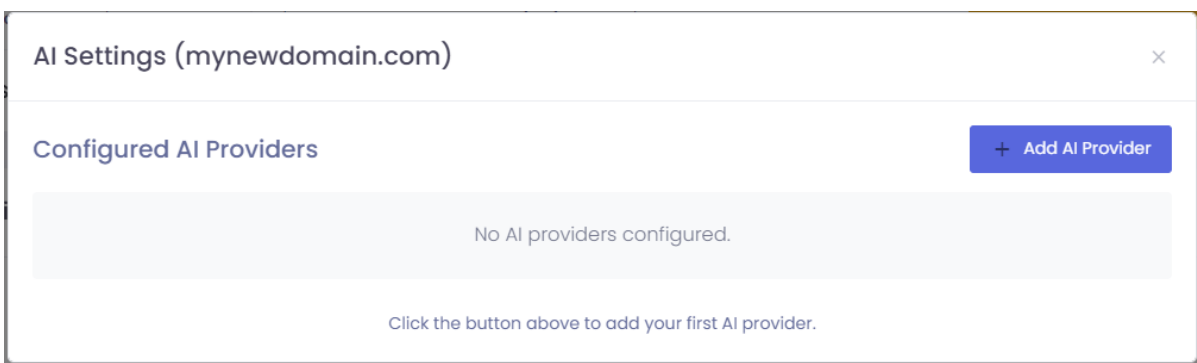 AI Settings (mynewdomain.com)
Configured AI Providers
+ Add AI Provider
No AI providers configured.
Click the button above to add your first AI provider.